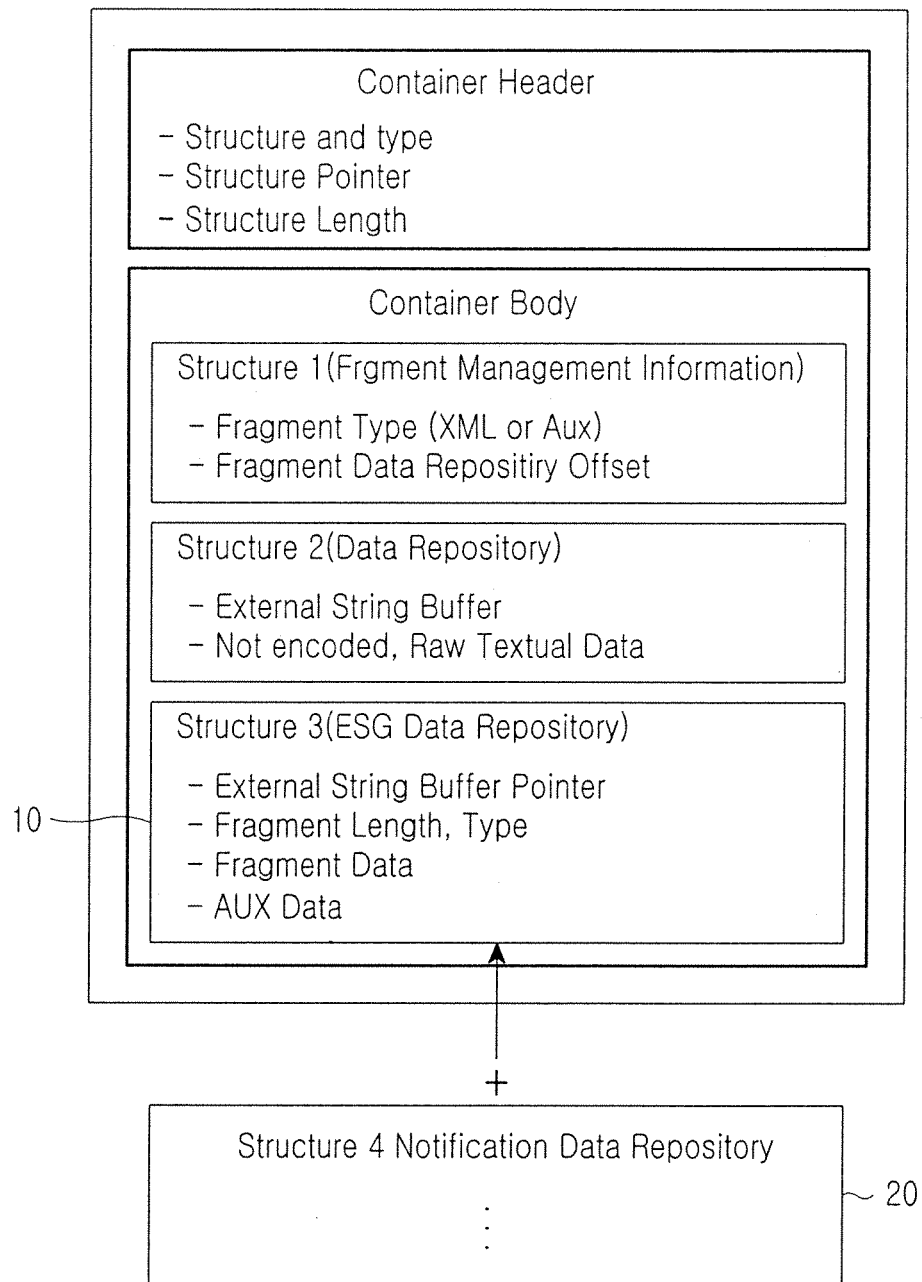 Container Header
- Structure and type
- Structure Pointer
- Structure Length
Container Body
Structure 1(Frgment Management Information)
- Fragment Type (XML or Aux)
- Fragment Data Repositiry Offset
Structure 2(Data Repository)
- External String Buffer
- Not encoded, Raw Textual Data
Structure 3(ESG Data Repository)
- External String Buffer Pointer
10
- Fragment Length, Type
- Fragment Data
- AUX Data
+
Structure 4 Notification Data Repository
20